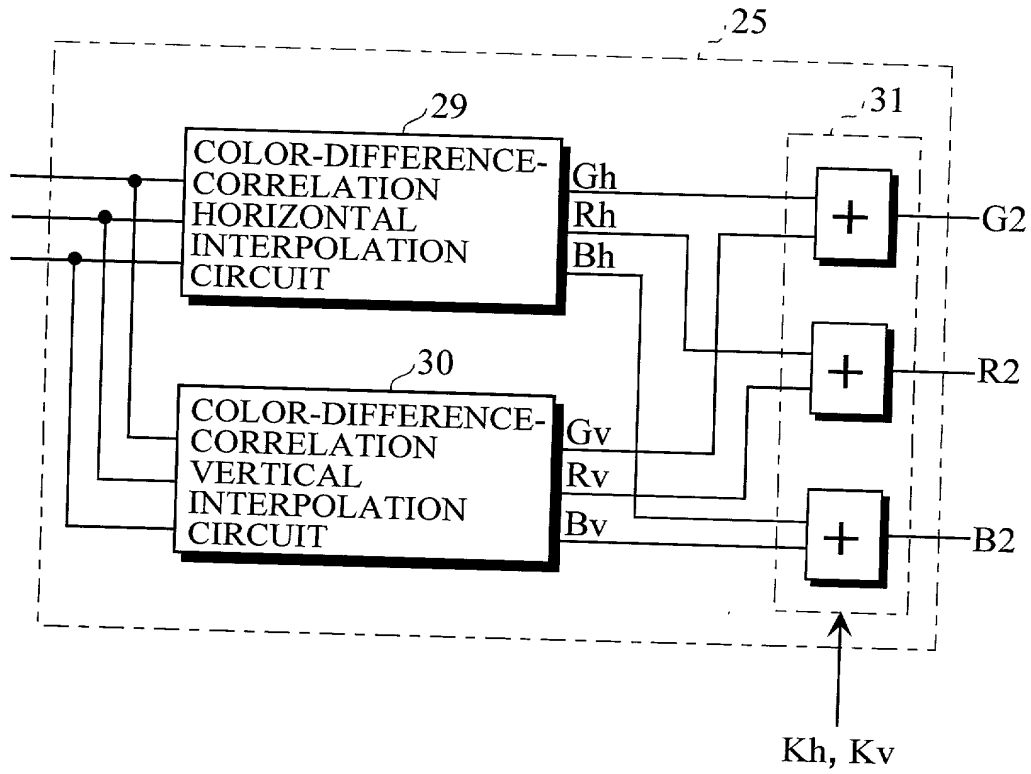 25
29
31
COLOR-DIFFERENCE-
CORRELATION
HORIZONTAL
INTERPOLATION
CIRCUIT
Gh
Rh
Bh
+
G2
30
COLOR-DIFFERENCE-
CORRELATION
VERTICAL
INTERPOLATION
CIRCUIT
Gv
Rv
Bv
+
R2
+
B2
Kh, Kv